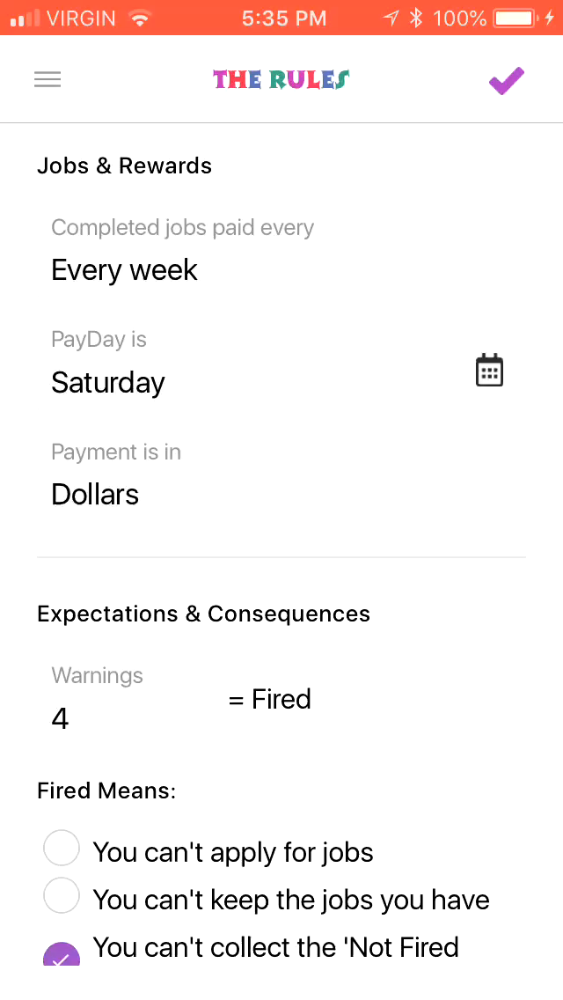 VIRGIN 5:35 PM 100%
THE RULES
Jobs & Rewards
Completed jobs paid every
Every week
PayDay is
Saturday
Payment is in
Dollars
Expectations & Consequences
Warnings
4
= Fired
Fired Means:
You can't apply for jobs
You can't keep the jobs you have
You can't collect the 'Not Fired